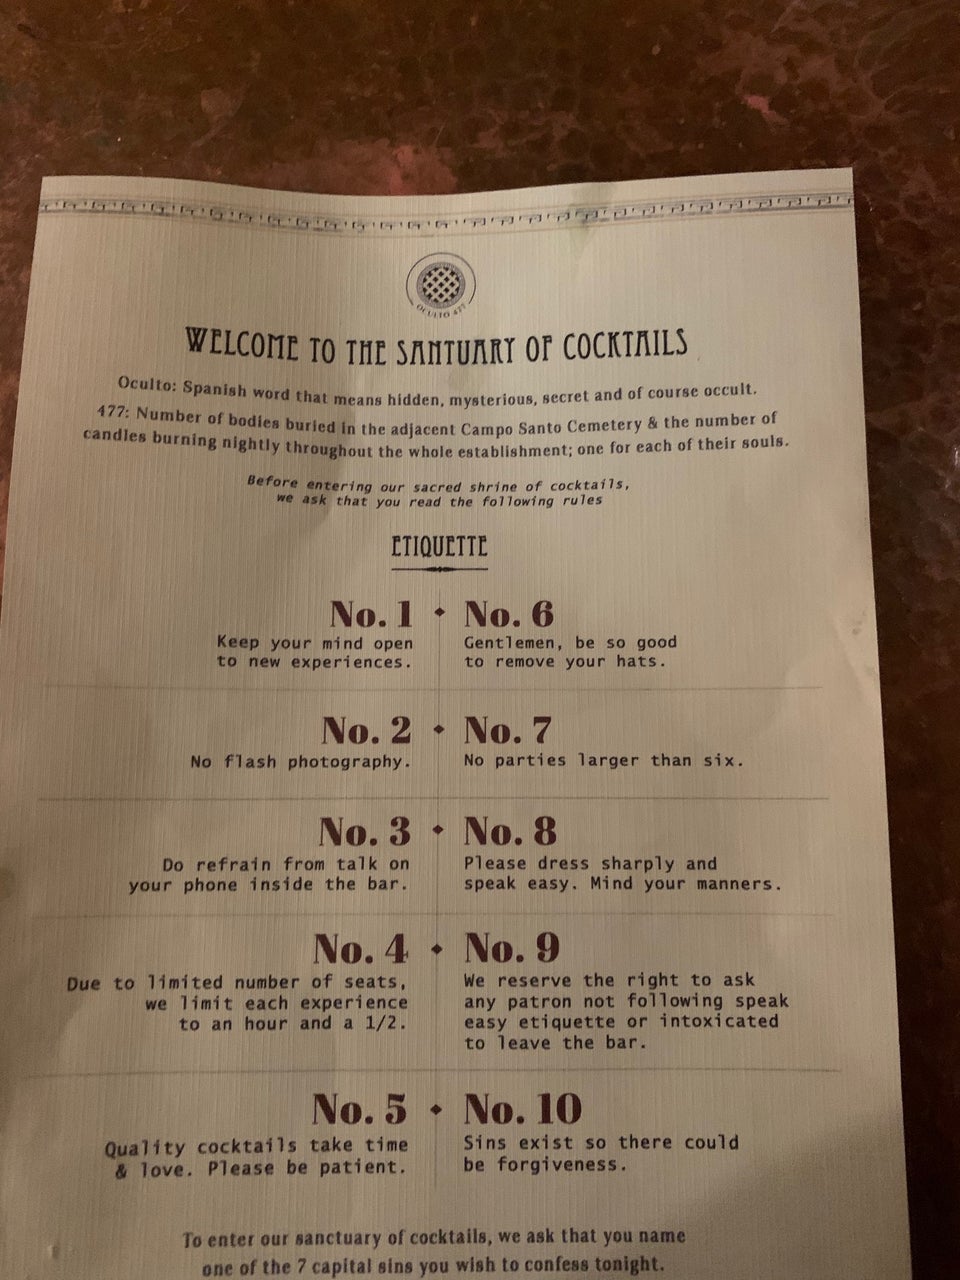 OCULTO 477
WELCOME TO THE SANTUARY OF COCKTAILS
Oculto: Spanish word that means hidden, mysterious, secret and of course occult.
477: Number of bodies buried in the adjacent Campo Santo Cemetery & the number of
candles burning nightly throughout the whole establishment; one for each of their souls.
Before entering our sacred shrine of cocktails,
we ask that you read the following rules
ETIQUETTE
No. 1
Keep your mind open
to new experiences.
No. 2
No flash photography.
No. 3
Do refrain from talk on
your phone inside the bar.
No. 4
Due to limited number of seats,
we limit each experience
to an hour and a 1/2.
No. 5
Quality cocktails take time
& love. Please be patient.
No. 6
Gentlemen, be so good
to remove your hats.
No. 7
No parties larger than six.
No. 8
Please dress sharply and
speak easy. Mind your manners.
No. 9
We reserve the right to ask
any patron not following speak
easy etiquette or intoxicated
to leave the bar.
No. 10
Sins exist so there could
be forgiveness.
To enter our sanctuary of cocktails, we ask that you name
one of the 7 capital sins you wish to confess tonight.